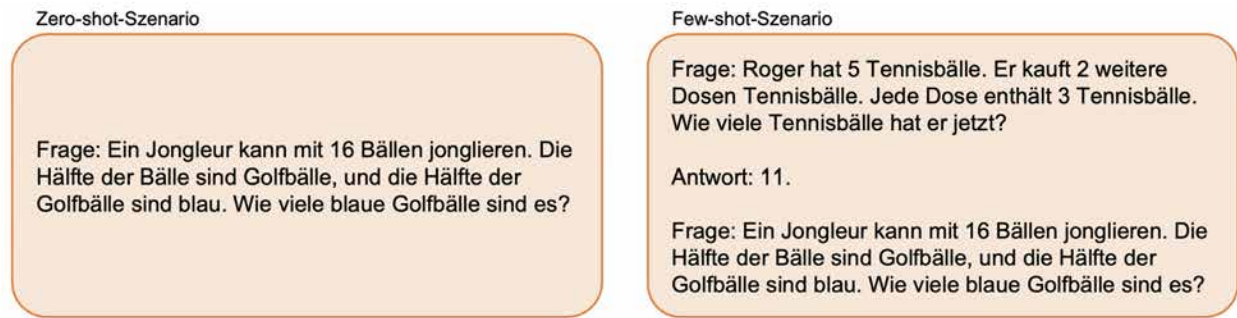 Zero-shot-Szenario
Frage: Ein Jongleur kann mit 16 Bällen jonglieren. Die
Hälfte der Bälle sind Golfbälle, und die Hälfte der
Golfbälle sind blau. Wie viele blaue Golfbälle sind es?
Few-shot-Szenario
Frage: Roger hat 5 Tennisbälle. Er kauft 2 weitere
Dosen Tennisbälle. Jede Dose enthält 3 Tennisbälle.
Wie viele Tennisbälle hat er jetzt?
Antwort: 11.
Frage: Ein Jongleur kann mit 16 Bällen jonglieren. Die
Hälfte der Bälle sind Golfbälle, und die Hälfte der
Golfbälle sind blau. Wie viele blaue Golfbälle sind es?